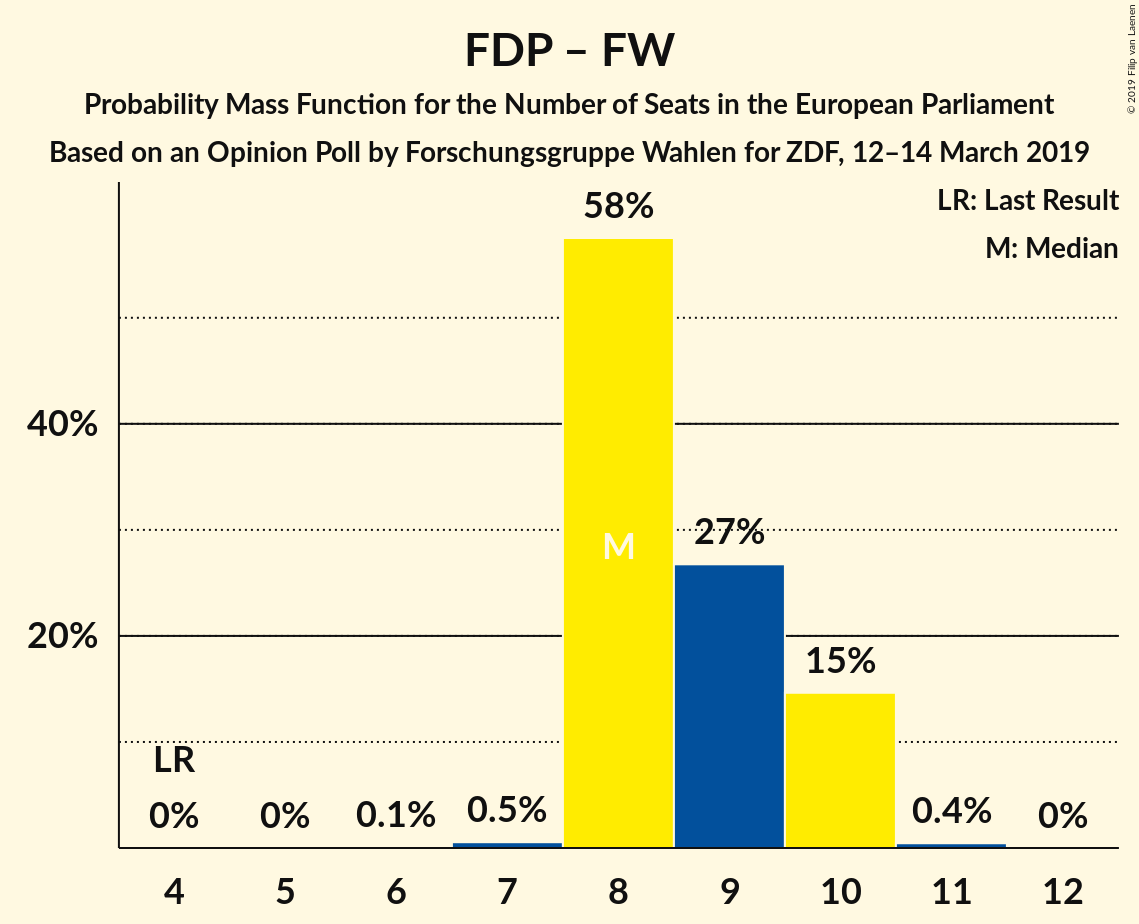 FDP – FW
Probability Mass Function for the Number of Seats in the European Parliament
Based on an Opinion Poll by Forschungsgruppe Wahlen for ZDF, 12–14 March 2019
© 2019 Filip van Laenen
LR: Last Result
M: Median
58%
40%
27%
M
20%
15%
LR
0%
0%
0.1%
0.5%
0.4%
0%
4 5 6 7 8 9 10 11 12